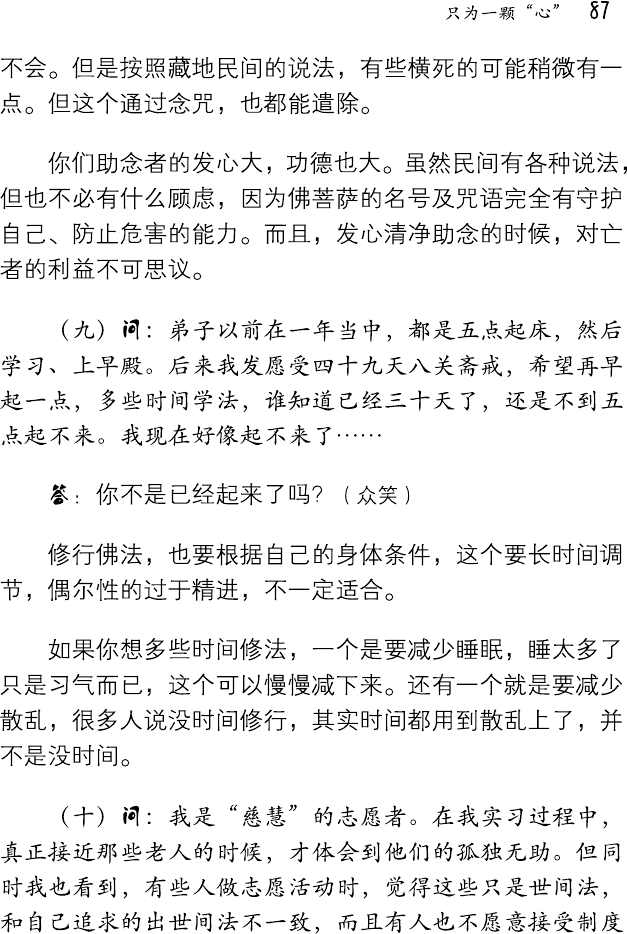 只为一颗“心” 87
不会。但是按照藏地民间的说法，有些横死的可能稍微有一
点。但这个通过念咒，也都能遣除。
你们助念者的发心大，功德也大。虽然民间有各种说法，
但也不必有什么顾虑，因为佛菩萨的名号及咒语完全有守护
自己、防止危害的能力。而且，发心清净助念的时候，对亡
者的利益不可思议。
（九）问：弟子以前在一年当中，都是五点起床，然后
学习、上早殿。后来我发愿受四十九天八关斋戒，希望再早
起一点，多些时间学法，谁知道已经三十天了，还是不到五
点起不来。我现在好像起不来了……
答：你不是已经起来了吗？（众笑）
修行佛法，也要根据自己的身体条件，这个要长时间调
节，偶尔性的过于精进，不一定适合。
如果你想多些时间修法，一个是要减少睡眠，睡太多了
只是习气而已，这个可以慢慢减下来。还有一个就是要减少
散乱，很多人说没时间修行，其实时间都用到散乱上了，并
不是没时间。
（十）问：我是“慈慧”的志愿者。在我实习过程中，
真正接近那些老人的时候，才体会到他们的孤独无助。但同
时我也看到，有些人做志愿活动时，觉得这些只是世间法，
和自己追求的出世间法不一致，而且有人也不愿意接受制度